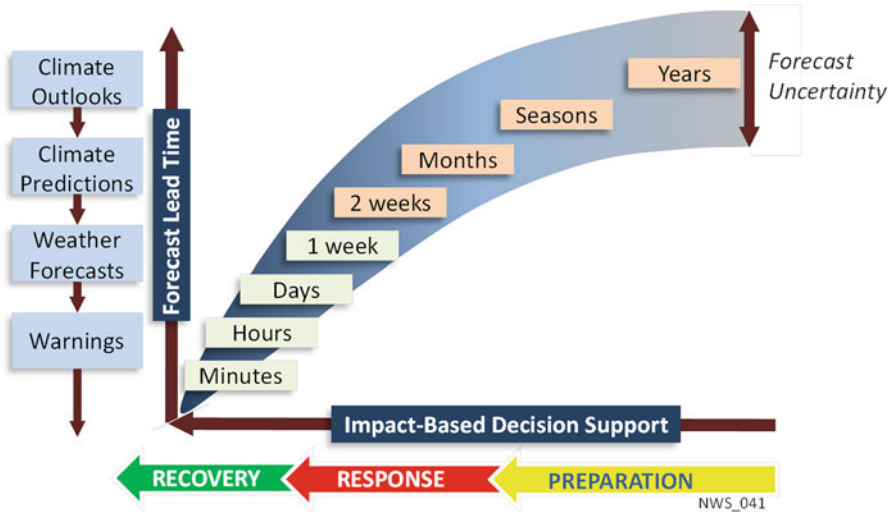 Climate
Outlooks
Climate
Predictions
Weather
Forecasts
Warnings
Forecast Lead Time
Years
Seasons
Months
2 weeks
1 week
Days
Hours
Minutes
Forecast
Uncertainty
Impact-Based Decision Support
RECOVERY
RESPONSE
PREPARATION
NWS_041